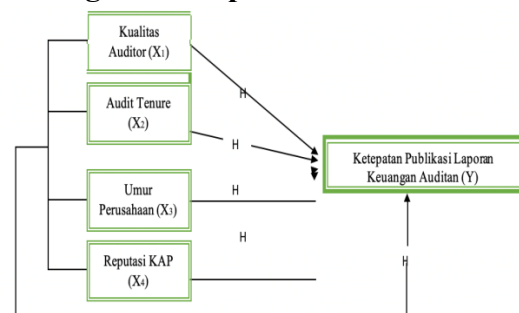 Kualitas
Auditor (X1)
H
Audit Tenure
(X2)
H
Ketepatan Publikasi Laporan
Keuangan Auditan (Y)
Umur
Perusahaan (X3)
H
H
Reputasi KAP
(X4)
H